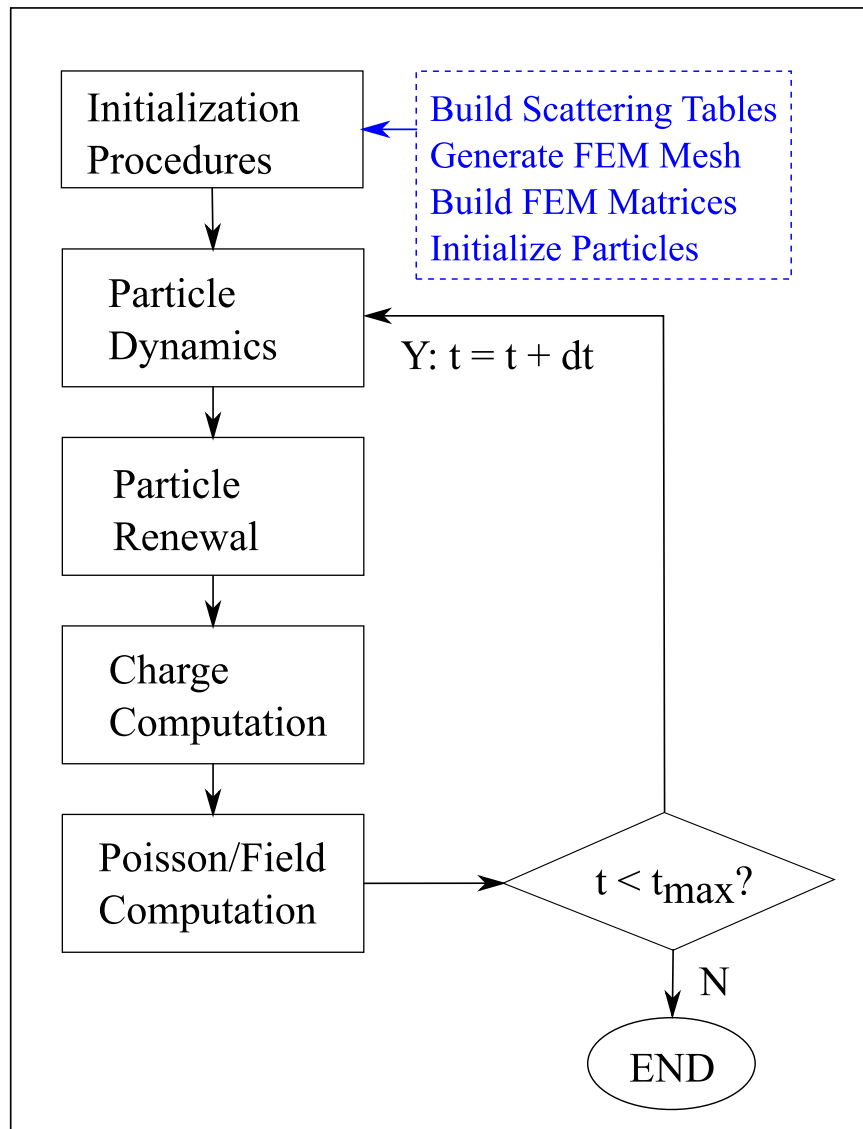 Initialization
Procedures
Build Scattering Tables
Generate FEM Mesh
Build FEM Matrices
Initialize Particles
Particle
Dynamics
Y: t = t + dt
Particle
Renewal
Charge
Computation
Poisson/Field
Computation
t < tmax?
N
END